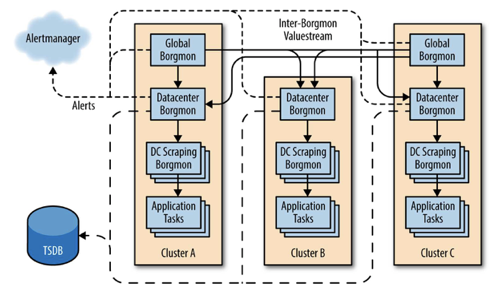 Alertmanager
Alerts
TSDB
Global
Borgmon
Datacenter
Borgmon
DC Scraping
Borgmon
Application
Tasks
Cluster A
Inter-Borgmon
Valuestream
Datacenter
Borgmon
DC Scraping
Borgmon
Application
Tasks
Cluster B
Global
Borgmon
Datacenter
Borgmon
DC Scraping
Borgmon
Application
Tasks
Cluster C